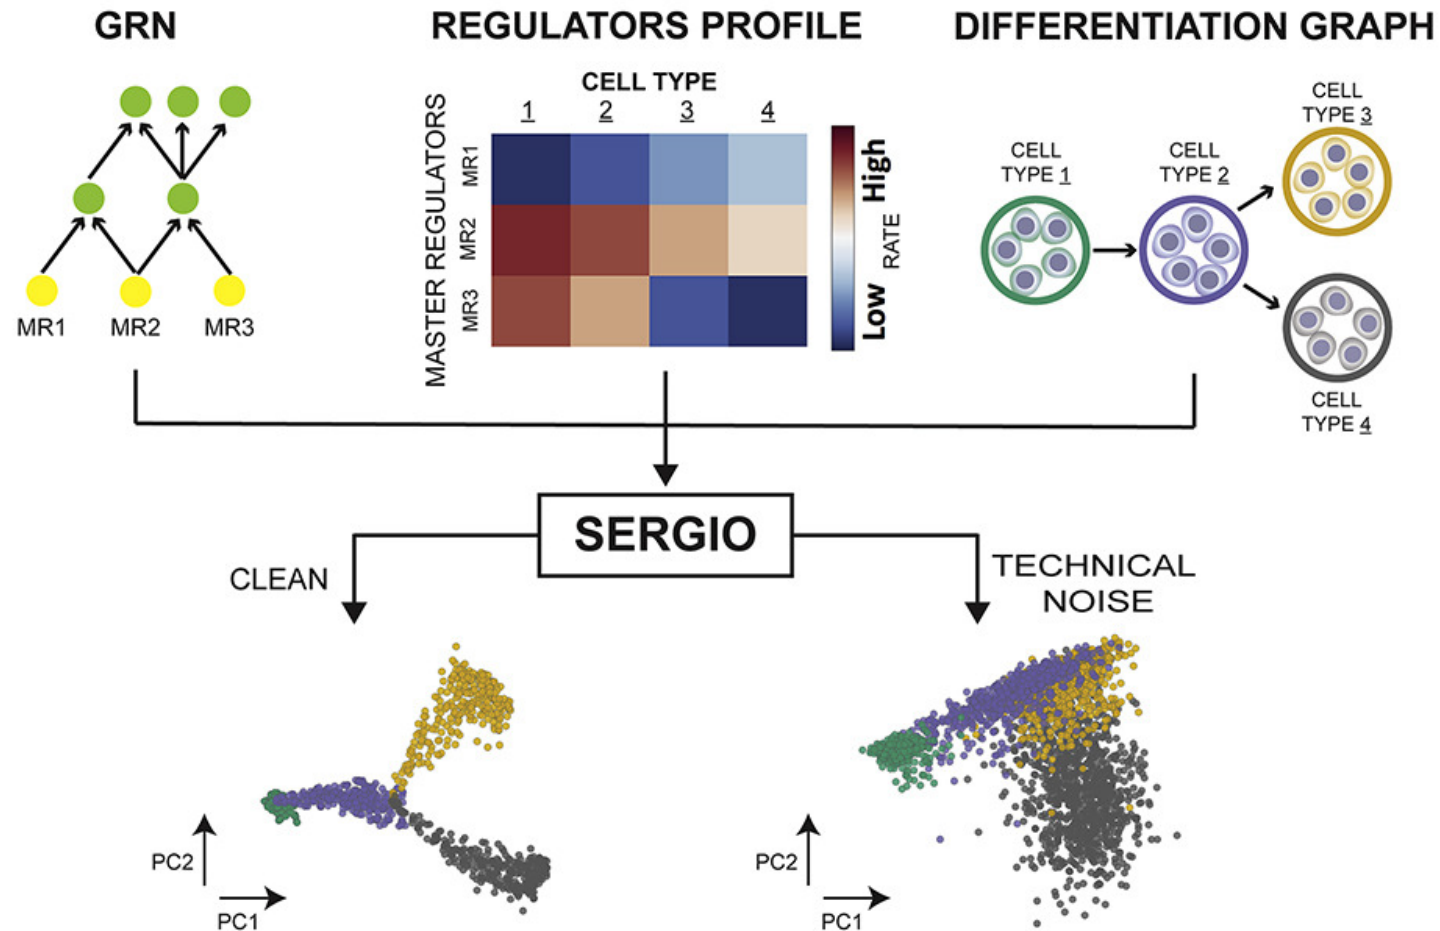 GRN
MR1 MR2 MR3
REGULATORS PROFILE
CELL TYPE
1 2 3 4
MASTER REGULATORS
MR1
MR2
MR3
High
RATE
Low
DIFFERENTIATION GRAPH
CELL
TYPE 1
CELL
TYPE 2
CELL
TYPE 3
CELL
TYPE 4
SERGIO
CLEAN
TECHNICAL
NOISE
PC2
PC1
PC2
PC1